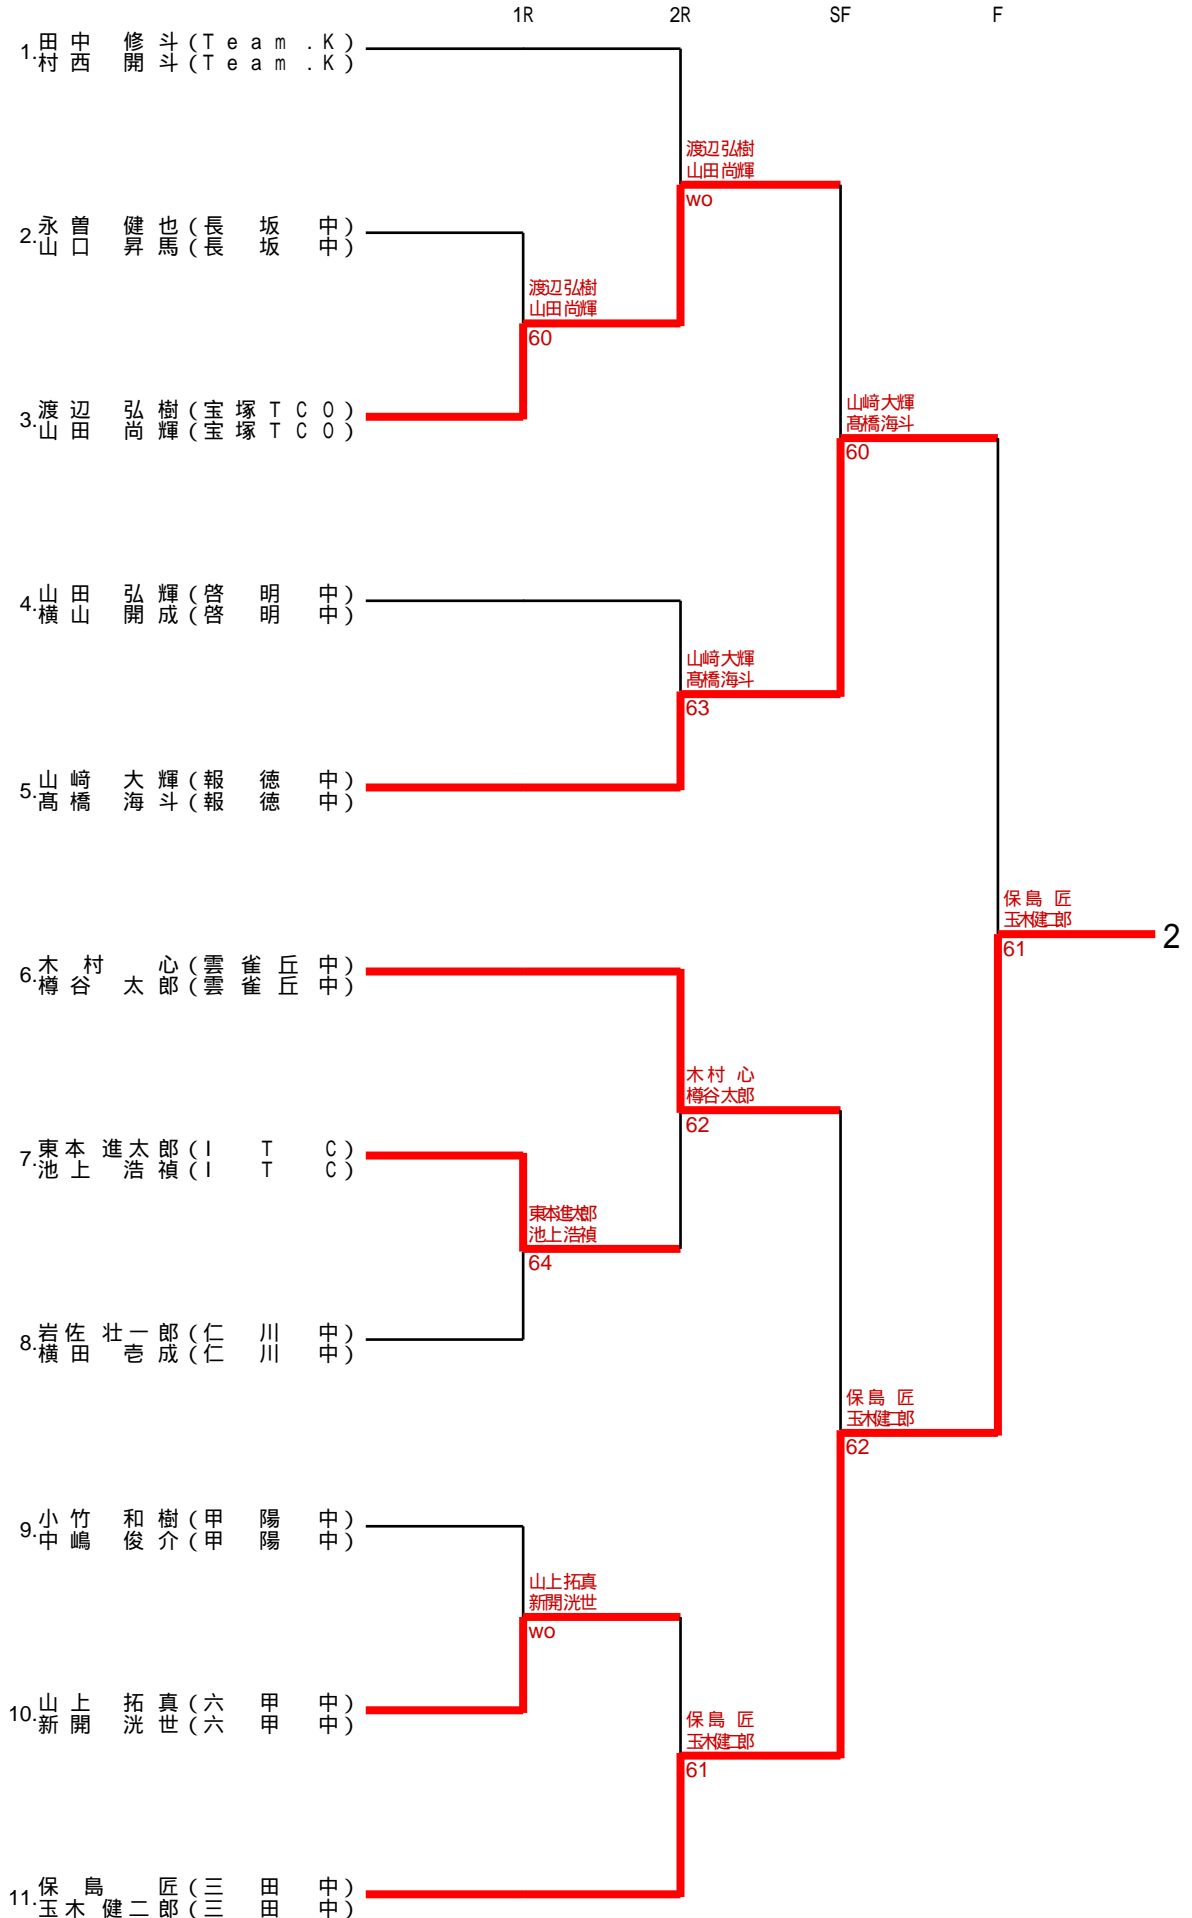 1R 2R SF F
1. 田中 修斗(Team.K)
村西 開斗(Team.K)
渡辺弘樹
山田尚輝
wo
2. 永曽 健也(長坂中)
山口 昇馬(長坂中)
渡辺弘樹
山田尚輝
60
3. 渡辺 弘樹(宝塚TCO)
山田 尚輝(宝塚TCO)
山﨑大輝
髙橋海斗
60
4. 山田 弘輝(啓明中)
横山 開成(啓明中)
山﨑大輝
髙橋海斗
63
5. 山﨑 大輝(報徳中)
髙橋 海斗(報徳中)
保島 匠
玉木健二郎
61
2
6. 木村 心(雲雀丘中)
樽谷 太郎(雲雀丘中)
木村 心
樽谷太郎
62
7. 東本 進太郎(ITC)
池上 浩禎(ITC)
東本進太郎
池上浩禎
64
8. 岩佐 壮一郎(仁川中)
横田 壱成(仁川中)
保島 匠
玉木健二郎
62
9. 小竹 和樹(甲陽中)
中嶋 俊介(甲陽中)
山上拓真
新開洸世
wo
10. 山上 拓真(六甲中)
新開 洸世(六甲中)
保島 匠
玉木健二郎
61
11. 保島 匠(三田中)
玉木 健二郎(三田中)